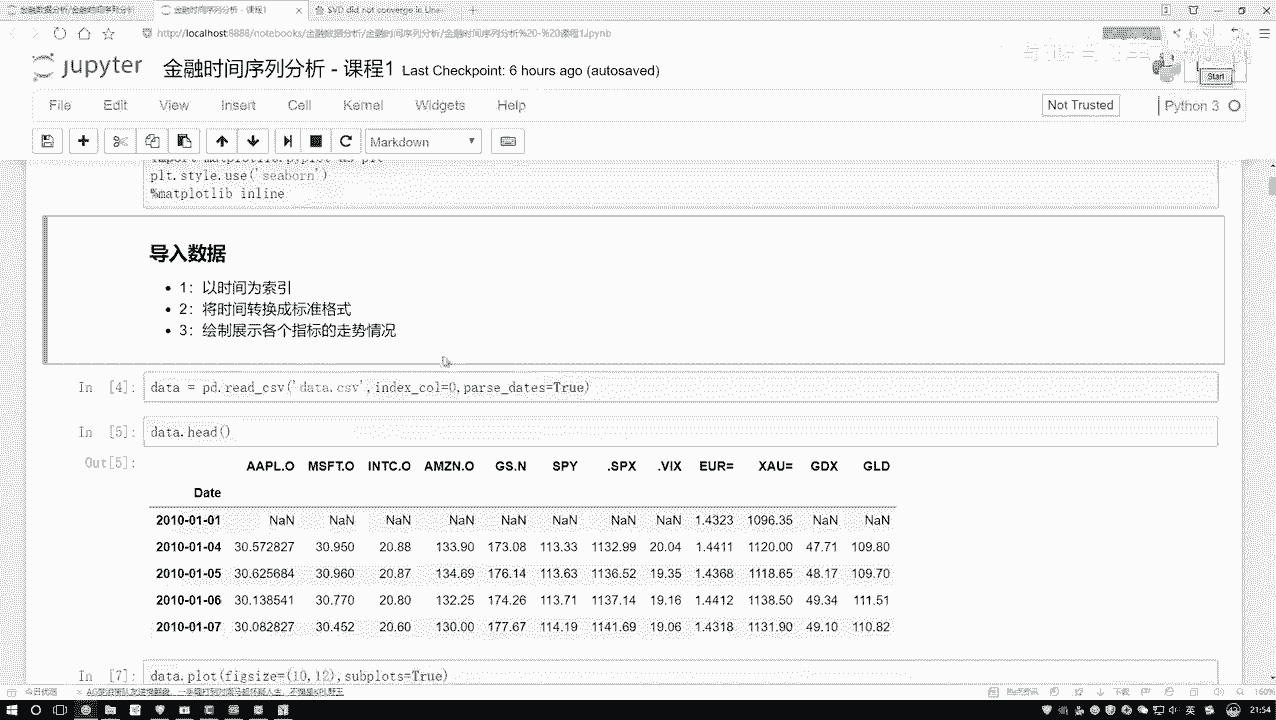 金融数据分析/金融时间序列分析
金融时间序列分析 - 课程1
SVD did not converge in Line
http://localhost:8888/notebooks/金融数据分析/金融时间序列分析/金融时间序列分析%20-%20课程1.ipynb
jupyter 金融时间序列分析 - 课程1 Last Checkpoint: 6 hours ago (autosaved)
Start
File Edit View Insert Cell Kernel Widgets Help
Not Trusted Python 3
Markdown
import matplotlib.pyplot as plt
plt.style.use('seaborn')
%matplotlib inline
导入数据
1：以时间为索引
2：将时间转换成标准格式
3：绘制展示各个指标的走势情况
In [4]: data = pd.read_csv('data.csv',index_col=0,parse_dates=True)
In [5]: data.head()
Out[5]:
AAPL.O MSFT.O INTC.O AMZN.O GS.N SPY .SPX .VIX EUR= XAU= GDX GLD
Date
2010-01-01 NaN NaN NaN NaN NaN NaN NaN NaN 1.4323 1096.35 NaN NaN
2010-01-04 30.572827 30.950 20.88 133.90 173.08 113.33 1132.99 20.04 1.4411 1120.00 47.71 109.80
2010-01-05 30.625684 30.960 20.87 134.69 176.14 113.63 1136.52 19.35 1.4368 1118.65 48.17 109.70
2010-01-06 30.138541 30.770 20.80 132.25 174.26 113.71 1137.14 19.16 1.4412 1138.50 49.34 111.51
2010-01-07 30.082827 30.452 20.60 130.00 177.67 114.19 1141.69 19.06 1.4318 1131.90 49.10 110.82
In [7]: data.plot(figsize=(10,12),subplots=True)
今日优选
下载
160%
英
21:54